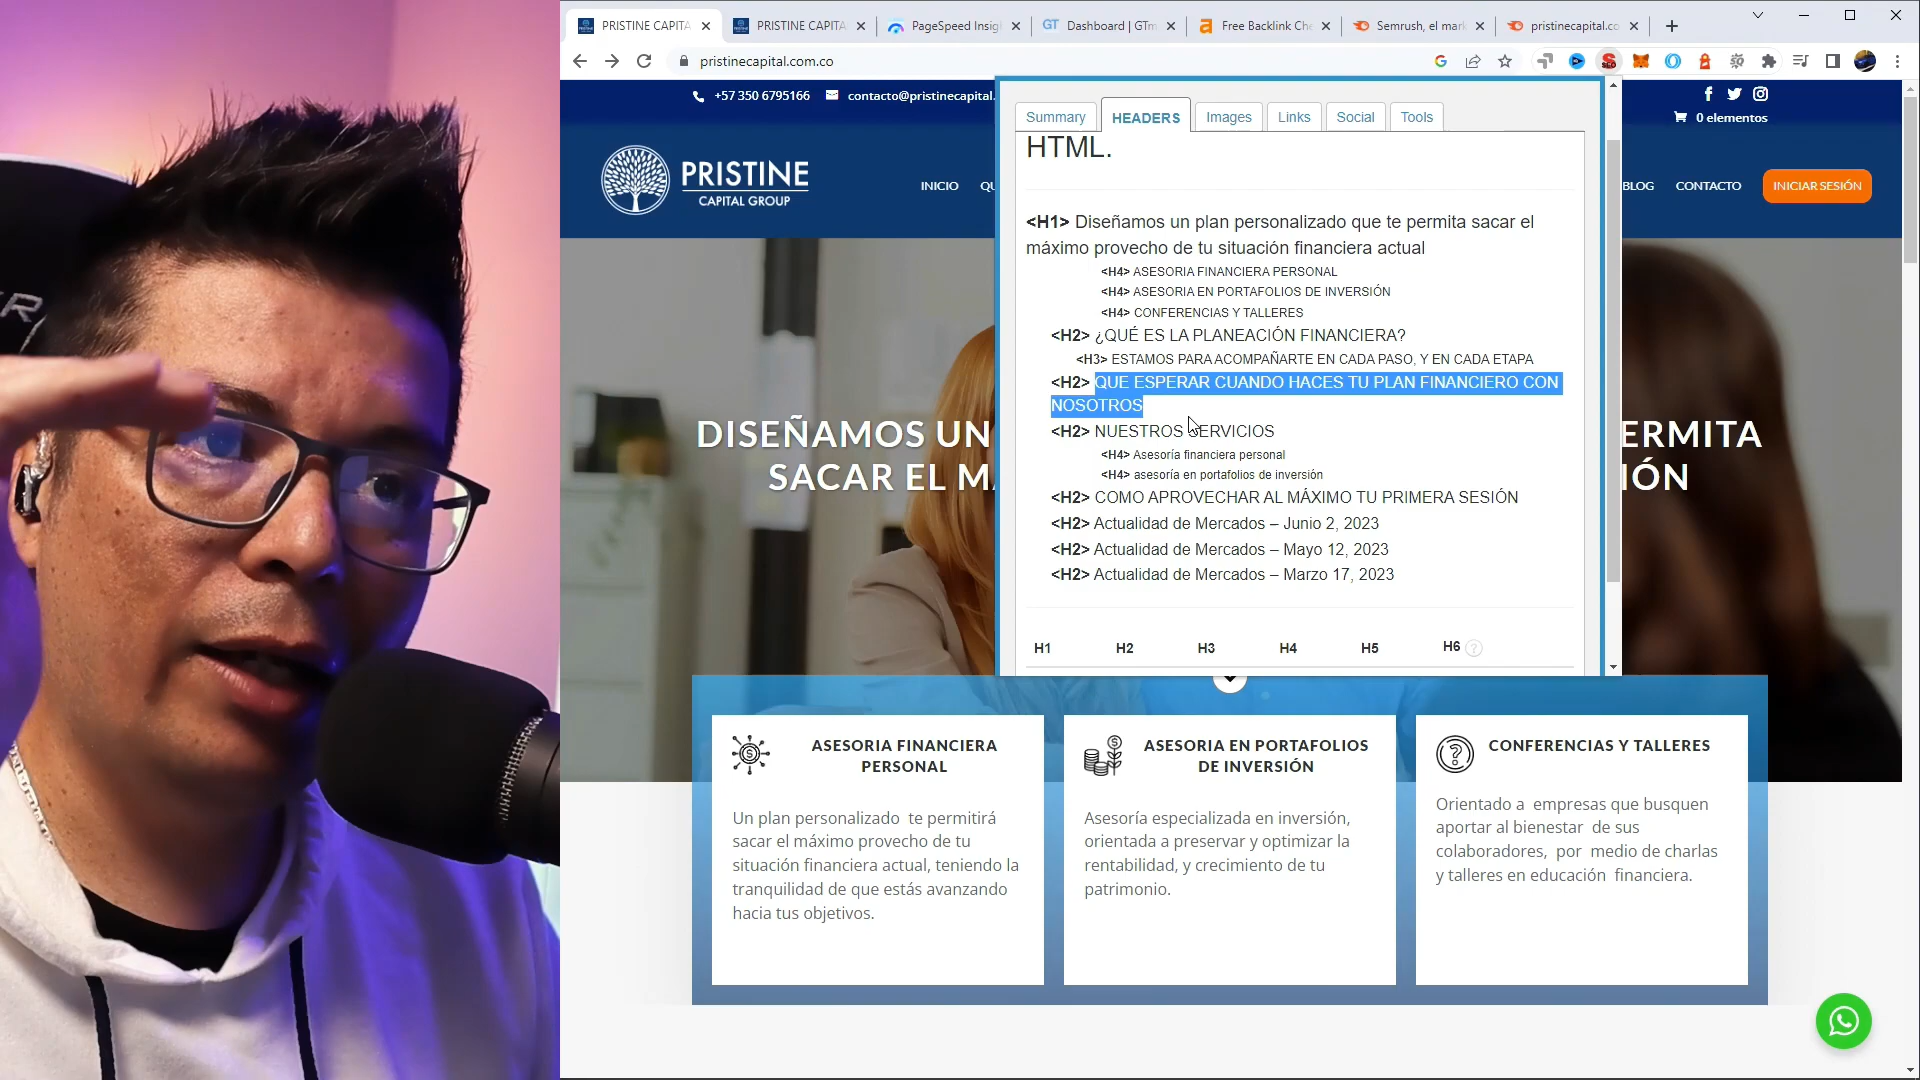 PRISTINE CAPITA
PRISTINE CAPITA
PageSpeed Insig
GT Dashboard | GTm
Free Backlink Che
Semrush, el mark
pristinecapital.co
pristinecapital.com.co
+57 350 6795166
contacto@pristinecapital.
0 elementos
PRISTINE
CAPITAL GROUP
INICIO
QU
BLOG
CONTACTO
INICIAR SESIÓN
Summary
HEADERS
Images
Links
Social
Tools
HTML.
<H1> Diseñamos un plan personalizado que te permita sacar el
máximo provecho de tu situación financiera actual
<H4> ASESORIA FINANCIERA PERSONAL
<H4> ASESORIA EN PORTAFOLIOS DE INVERSIÓN
<H4> CONFERENCIAS Y TALLERES
<H2> ¿QUÉ ES LA PLANEACIÓN FINANCIERA?
<H3> ESTAMOS PARA ACOMPAÑARTE EN CADA PASO, Y EN CADA ETAPA
<H2> QUE ESPERAR CUANDO HACES TU PLAN FINANCIERO CON
NOSOTROS
<H2> NUESTROS SERVICIOS
<H4> Asesoría financiera personal
<H4> asesoría en portafolios de inversión
<H2> COMO APROVECHAR AL MÁXIMO TU PRIMERA SESIÓN
<H2> Actualidad de Mercados – Junio 2, 2023
<H2> Actualidad de Mercados – Mayo 12, 2023
<H2> Actualidad de Mercados – Marzo 17, 2023
H1 H2 H3 H4 H5 H6 ?
DISEÑAMOS UN
ERMITA
SACAR EL M
IÓN
ASESORIA FINANCIERA
PERSONAL
Un plan personalizado te permitirá
sacar el máximo provecho de tu
situación financiera actual, teniendo la
tranquilidad de que estás avanzando
hacia tus objetivos.
ASESORIA EN PORTAFOLIOS
DE INVERSIÓN
Asesoría especializada en inversión,
orientada a preservar y optimizar la
rentabilidad, y crecimiento de tu
patrimonio.
CONFERENCIAS Y TALLERES
Orientado a empresas que busquen
aportar al bienestar de sus
colaboradores, por medio de charlas
y talleres en educación financiera.